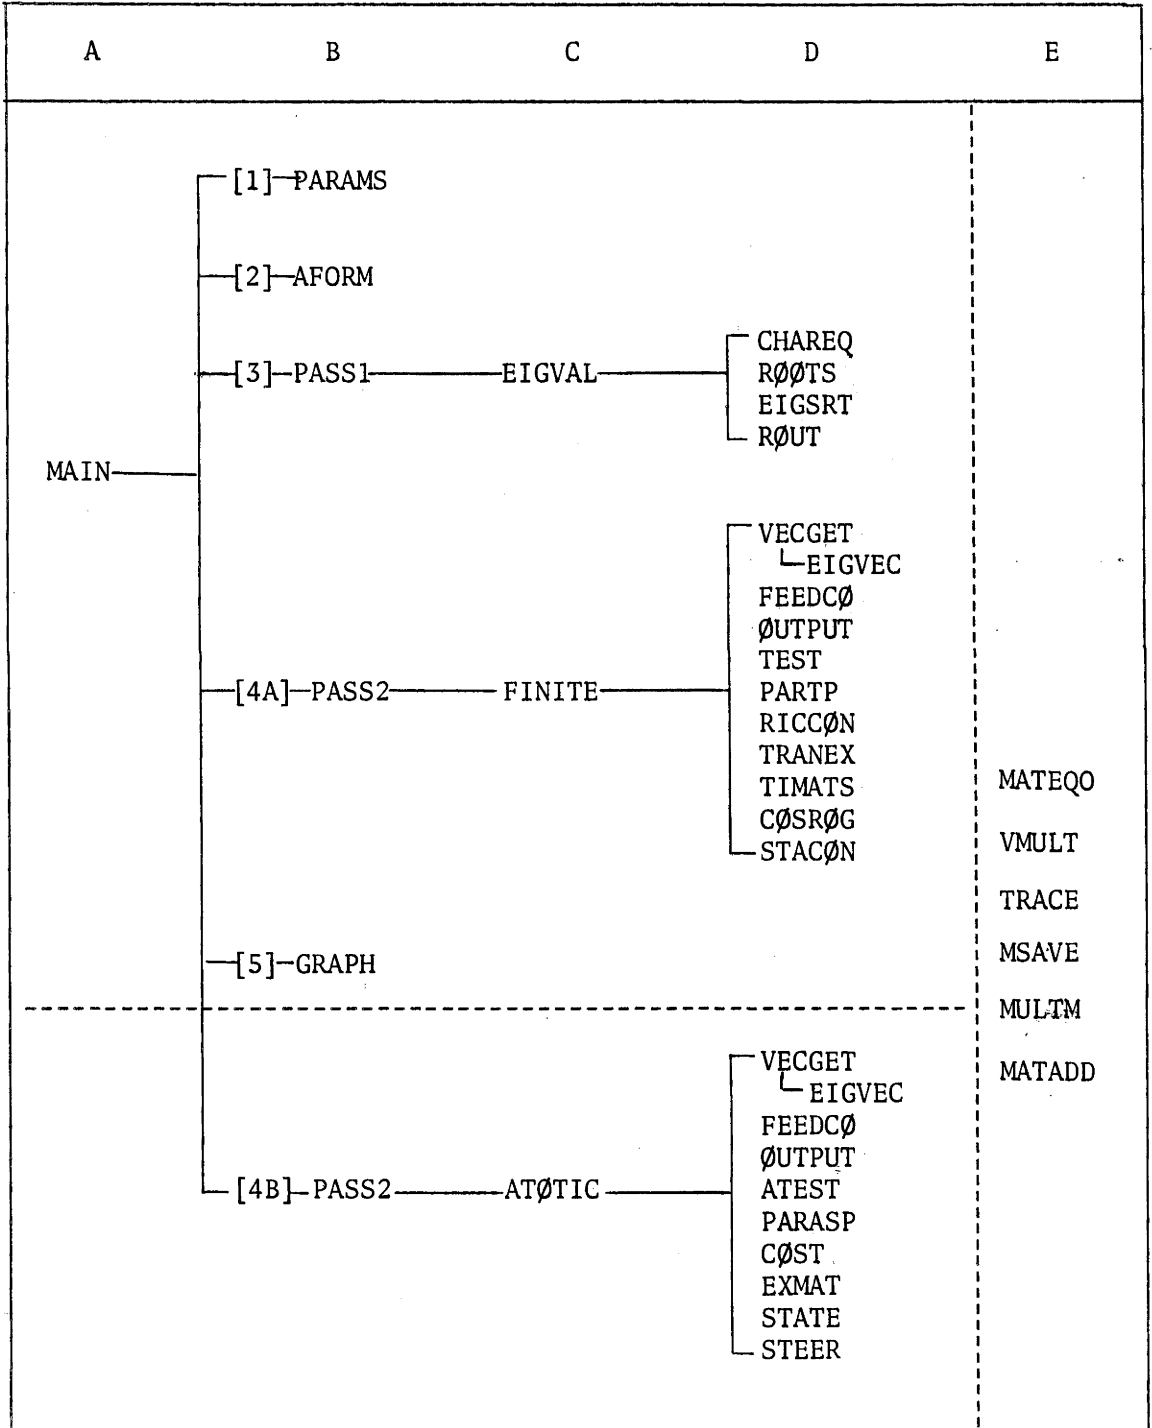 A B C D E
[1] PARAMS
[2] AFORM
CHAREQ
[3] PASS1 EIGVAL RØØTS
EIGSRT
RØUT
MAIN
VECGET
EIGVEC
FEEDCØ
ØUTPUT
TEST
[4A] PASS2 FINITE PARTP
RICCØN
TRANEX
TIMATS
CØSRØG
STACØN
MATEQO
VMULT
TRACE
MSAVE
MULTM
MATADD
[5] GRAPH
VECGET
EIGVEC
FEEDCØ
ØUTPUT
[4B] PASS2 ATØTIC ATEST
PARASP
CØST
EXMAT
STATE
STEER